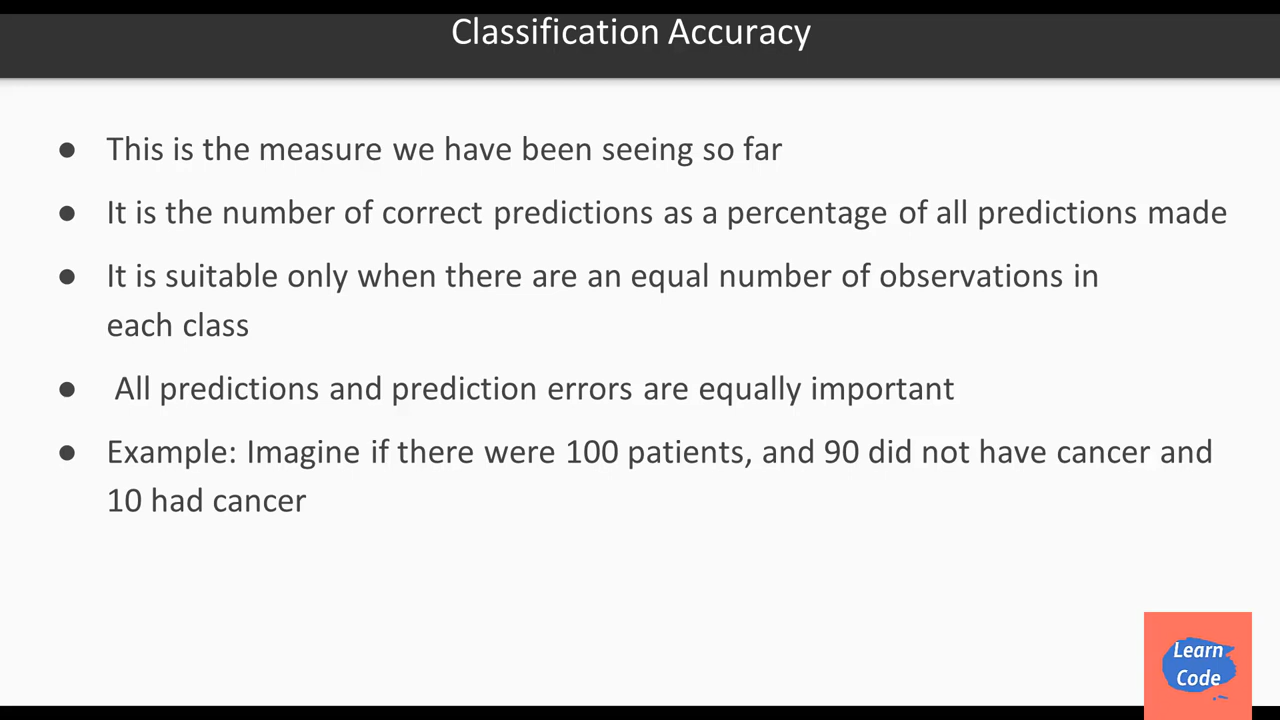 Classification Accuracy
● This is the measure we have been seeing so far
● It is the number of correct predictions as a percentage of all predictions made
● It is suitable only when there are an equal number of observations in
each class
● All predictions and prediction errors are equally important
● Example: Imagine if there were 100 patients, and 90 did not have cancer and
10 had cancer
Learn
Code